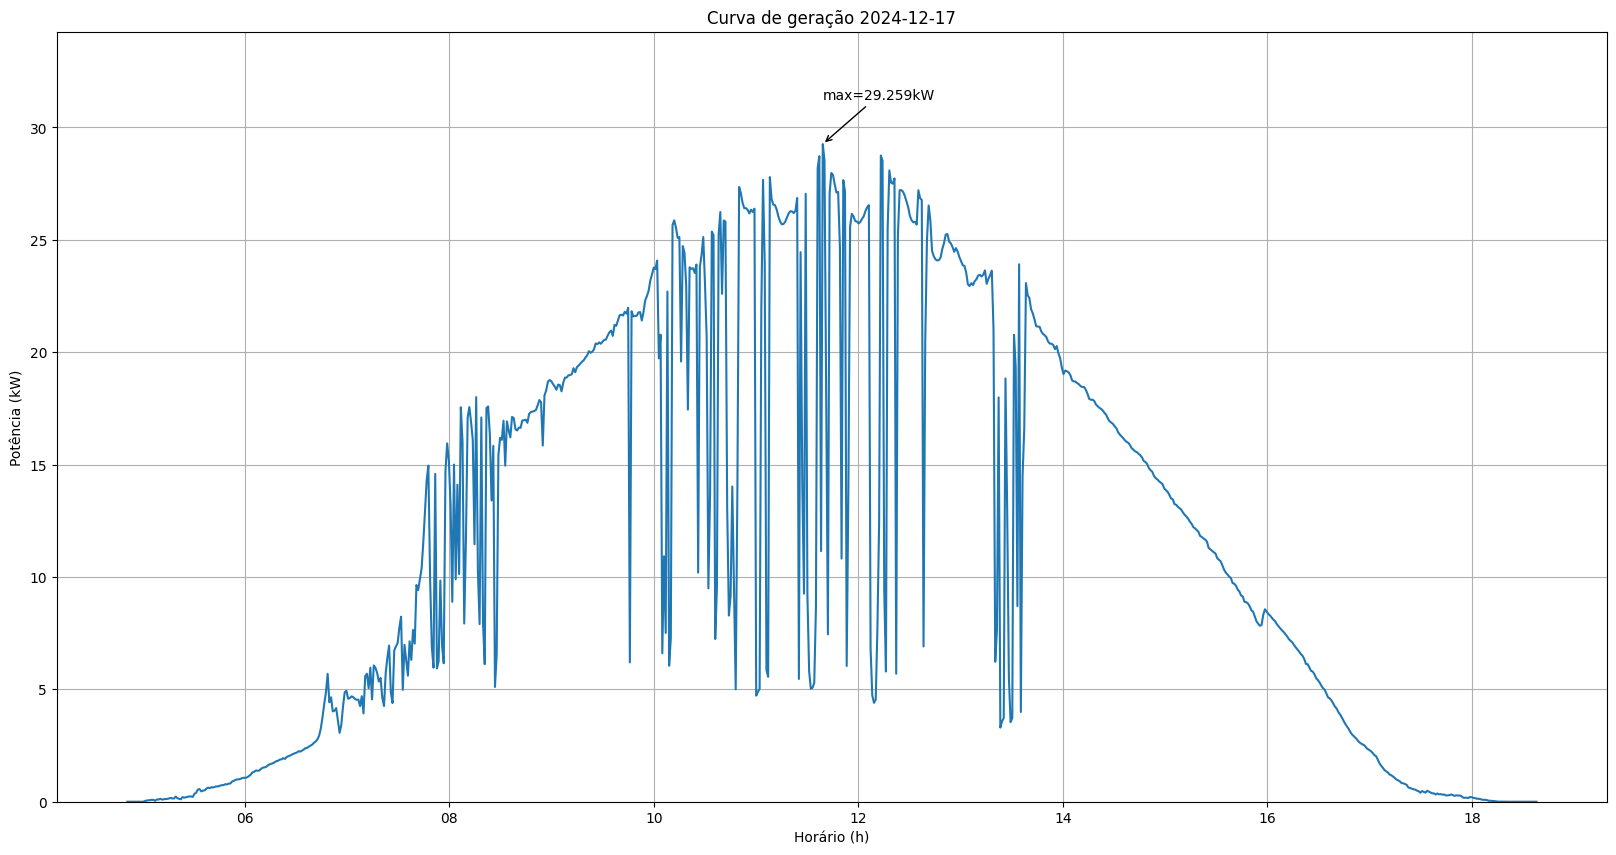 Curva de geração 2024-12-17
max=29.259kW
30
25
20
15
10
5
0
Potência (kW)
06 08 10 12 14 16 18
Horário (h)